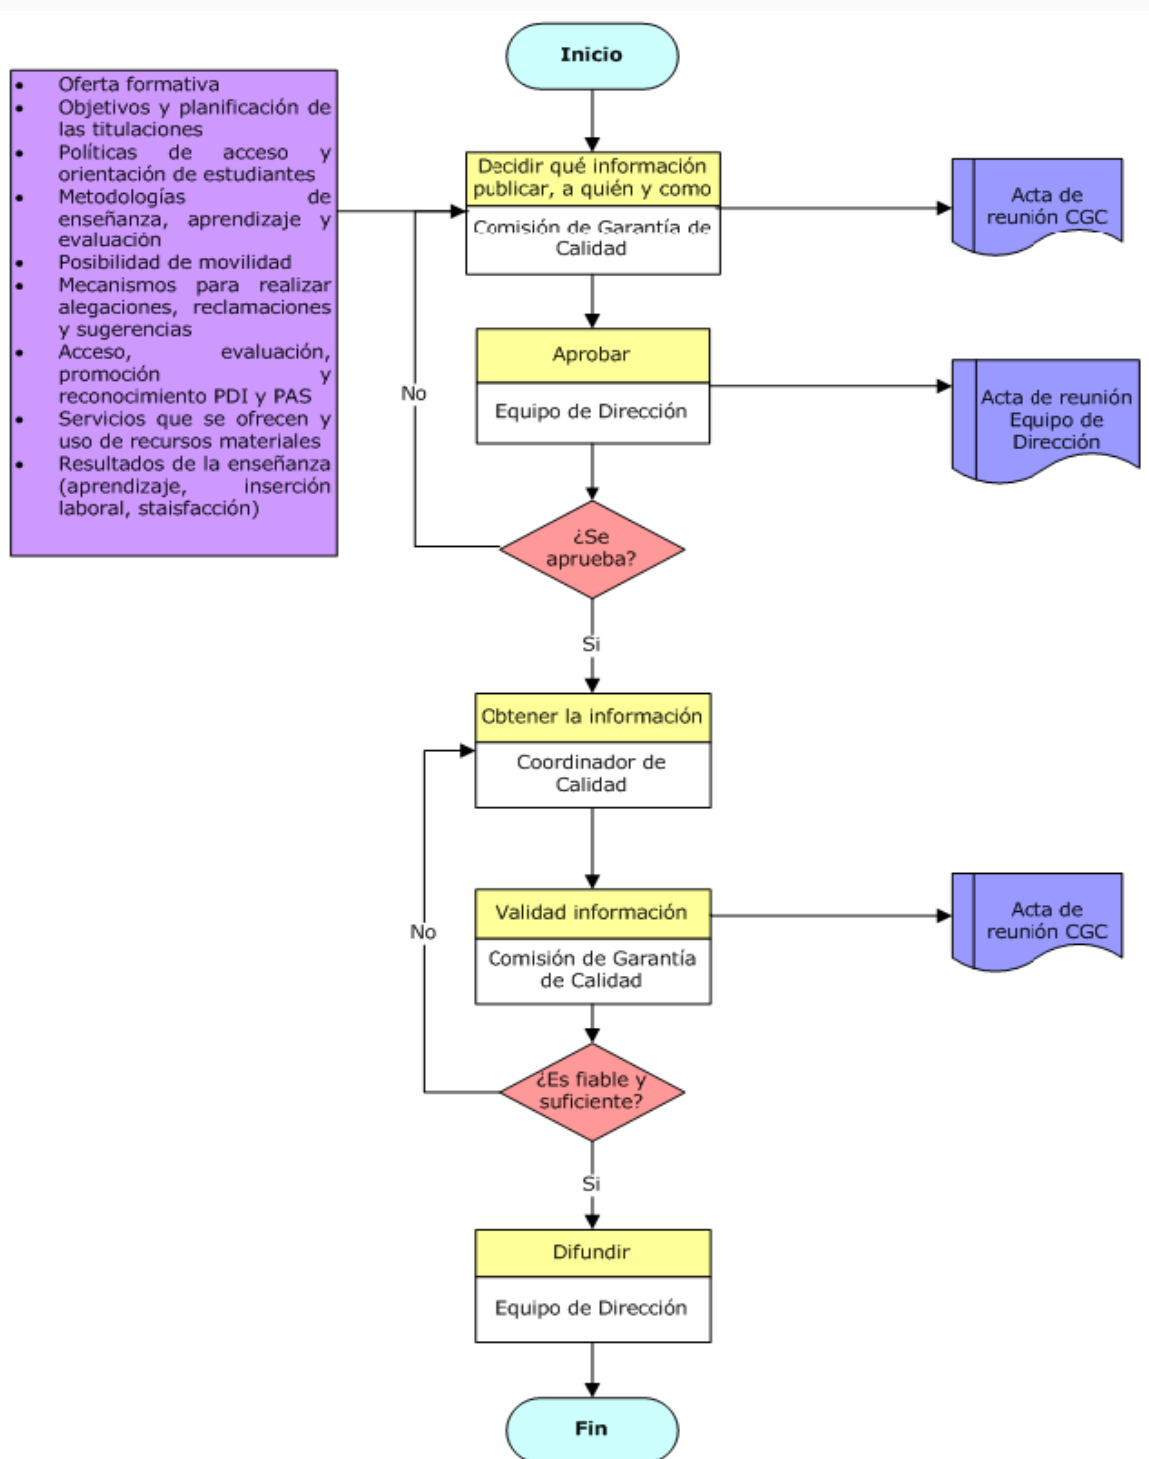 Inicio
• Oferta formativa
• Objetivos y planificación de
las titulaciones
• Políticas de acceso y
orientación de estudiantes
• Metodologías de
enseñanza, aprendizaje y
evaluación
• Posibilidad de movilidad
• Mecanismos para realizar
alegaciones, reclamaciones
y sugerencias
• Acceso, evaluación,
promoción y
reconocimiento PDI y PAS
• Servicios que se ofrecen y
uso de recursos materiales
• Resultados de la enseñanza
(aprendizaje, inserción
laboral, staisfacción)
Decidir qué información
publicar, a quién y como
Comisión de Garantía de
Calidad
Acta de
reunión CGC
Aprobar
Equipo de Dirección
Acta de reunión
Equipo de
Dirección
No
¿Se
aprueba?
Si
Obtener la información
Coordinador de
Calidad
Validad información
Comisión de Garantía
de Calidad
Acta de
reunión CGC
No
¿Es fiable y
suficiente?
Si
Difundir
Equipo de Dirección
Fin